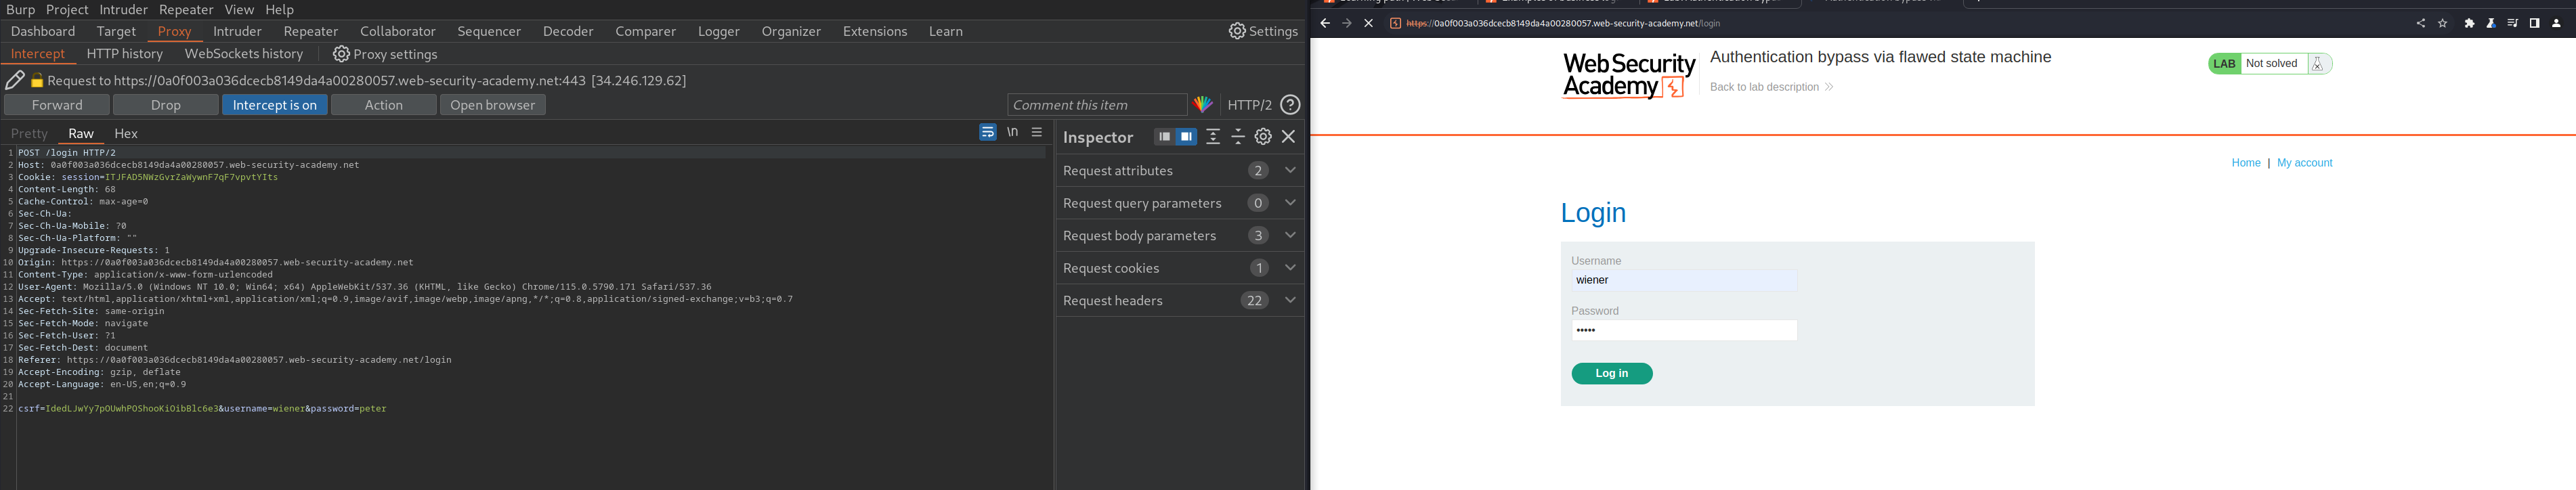 Burp Project Intruder Repeater View Help
Dashboard Target Proxy Intruder Repeater Collaborator Sequencer Decoder Comparer Logger Organizer Extensions Learn Settings
Intercept HTTP history WebSockets history Proxy settings
Request to https://0a0f003a036dcecb8149da4a00280057.web-security-academy.net:443 [34.246.129.62]
Forward Drop Intercept is on Action Open browser Comment this item HTTP/2
Pretty Raw Hex \n
1 POST /login HTTP/2
2 Host: 0a0f003a036dcecb8149da4a00280057.web-security-academy.net
3 Cookie: session=ITJFAD5NWzGvrZaWywnF7qF7vpvtYIts
4 Content-Length: 68
5 Cache-Control: max-age=0
6 Sec-Ch-Ua:
7 Sec-Ch-Ua-Mobile: ?0
8 Sec-Ch-Ua-Platform: ""
9 Upgrade-Insecure-Requests: 1
10 Origin: https://0a0f003a036dcecb8149da4a00280057.web-security-academy.net
11 Content-Type: application/x-www-form-urlencoded
12 User-Agent: Mozilla/5.0 (Windows NT 10.0; Win64; x64) AppleWebKit/537.36 (KHTML, like Gecko) Chrome/115.0.5790.171 Safari/537.36
13 Accept: text/html,application/xhtml+xml,application/xml;q=0.9,image/avif,image/webp,image/apng,*/*;q=0.8,application/signed-exchange;v=b3;q=0.7
14 Sec-Fetch-Site: same-origin
15 Sec-Fetch-Mode: navigate
16 Sec-Fetch-User: ?1
17 Sec-Fetch-Dest: document
18 Referer: https://0a0f003a036dcecb8149da4a00280057.web-security-academy.net/login
19 Accept-Encoding: gzip, deflate
20 Accept-Language: en-US,en;q=0.9
21
22 csrf=IdedLJwYy7pOUwhPOShooKiOibBlc6e3&username=wiener&password=peter
Inspector
Request attributes 2
Request query parameters 0
Request body parameters 3
Request cookies 1
Request headers 22
https://0a0f003a036dcecb8149da4a00280057.web-security-academy.net/login
WebSecurity
Academy
Authentication bypass via flawed state machine
Back to lab description
LAB Not solved
Home | My account
Login
Username
wiener
Password
•••••
Log in